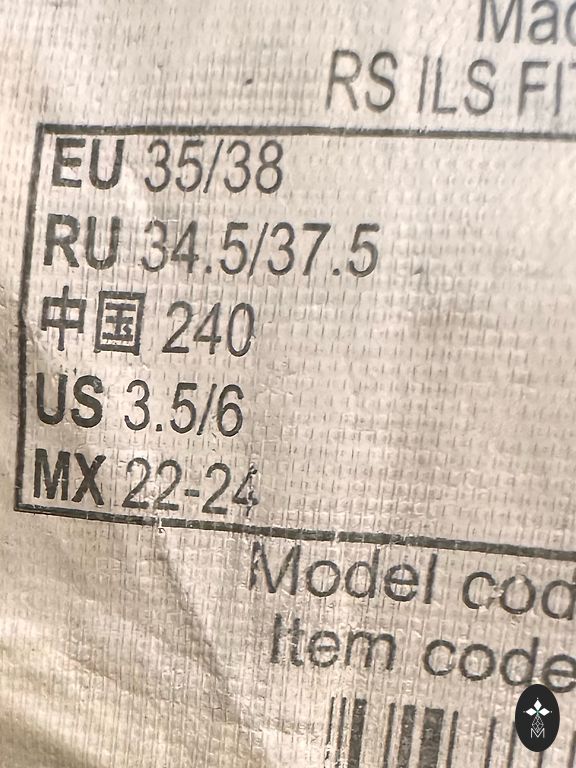 Mad
RS ILS FIT
EU 35/38
RU 34.5/37.5
中国 240
US 3.5/6
MX 22-24
Model cod
Item code
M